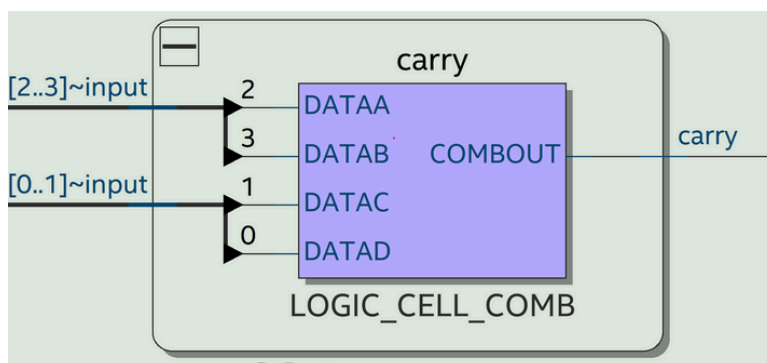 carry
[2..3]~input
2
DATAA
3
DATAB
COMBOUT
carry
[0..1]~input
1
DATAC
0
DATAD
LOGIC_CELL_COMB